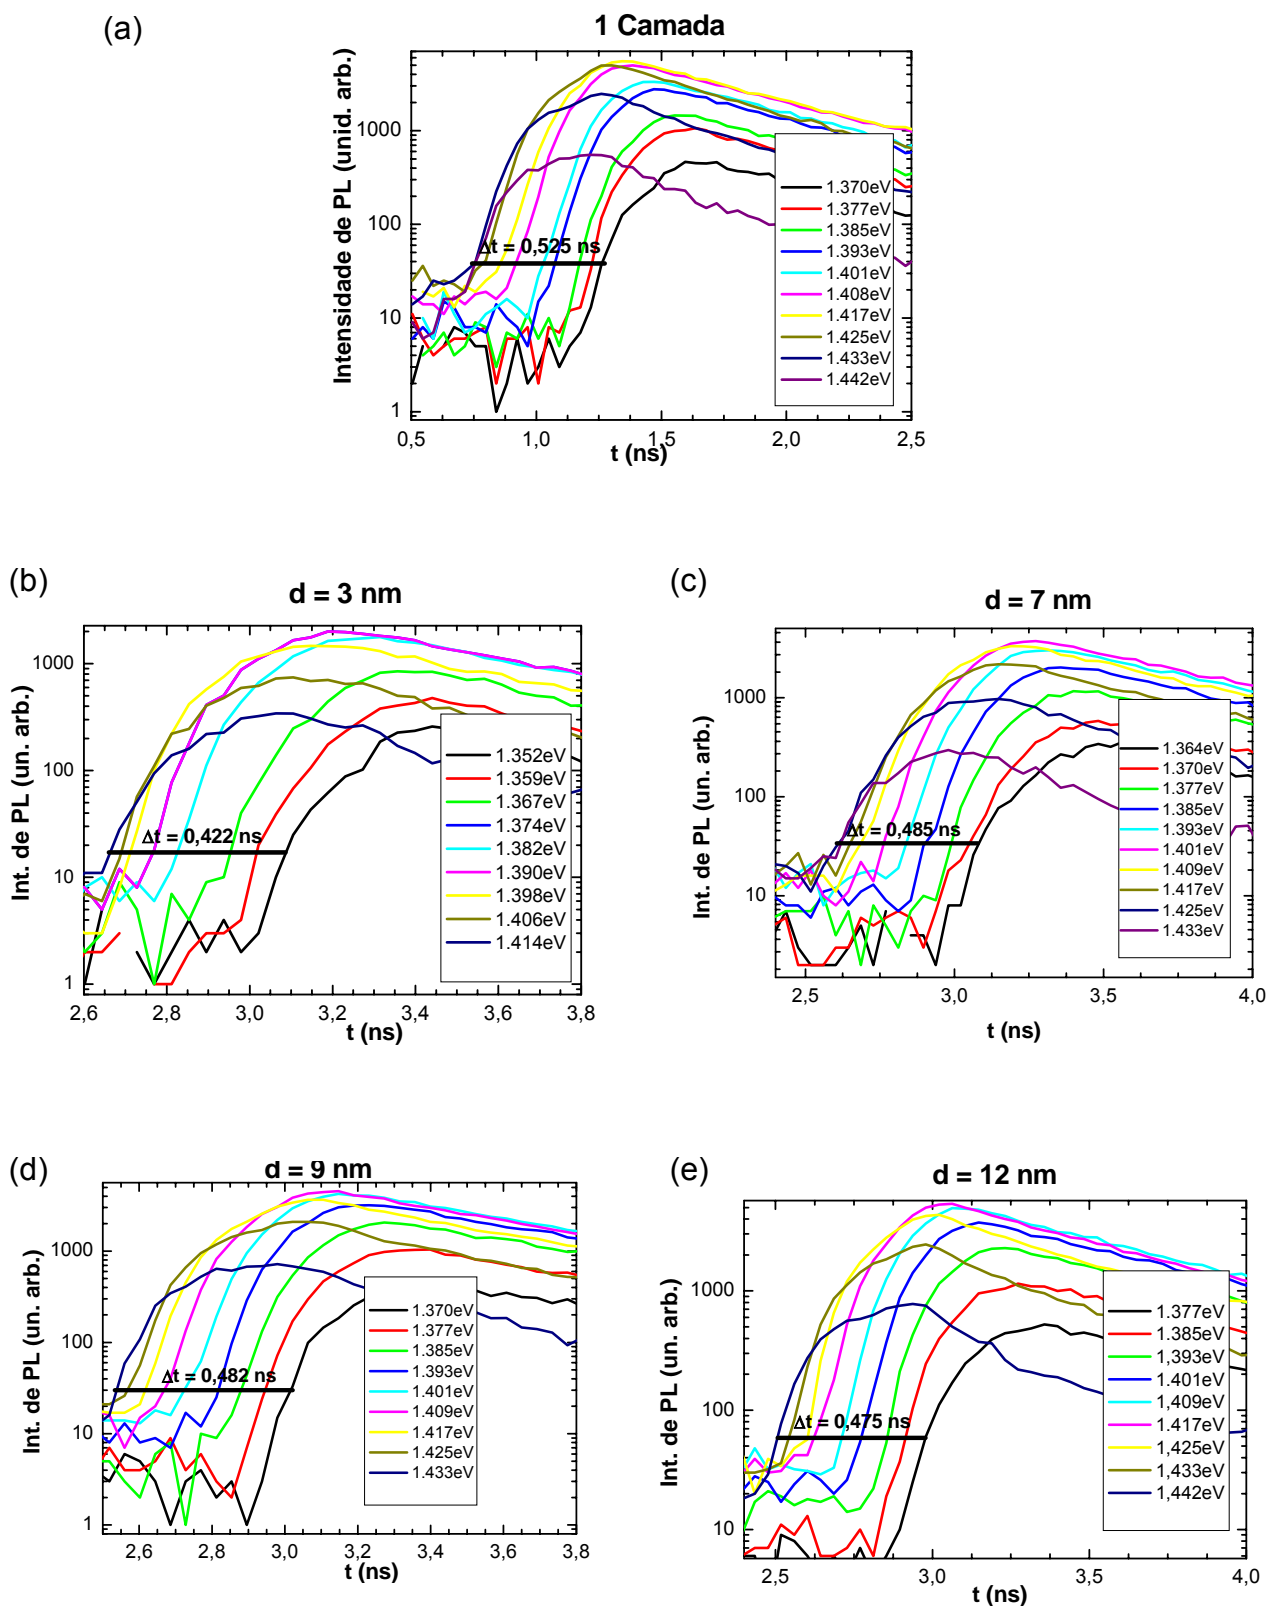 (a)
1 Camada
Intensidade de PL (unid. arb.)
1000
100
10
1
Δt = 0,525 ns
1.370eV
1.377eV
1.385eV
1.393eV
1.401eV
1.408eV
1.417eV
1.425eV
1.433eV
1.442eV
0,5 1,0 1,5 2,0 2,5
t (ns)
(b)
d = 3 nm
Int. de PL (un. arb.)
1000
100
10
1
Δt = 0,422 ns
1.352eV
1.359eV
1.367eV
1.374eV
1.382eV
1.390eV
1.398eV
1.406eV
1.414eV
2,6 2,8 3,0 3,2 3,4 3,6 3,8
t (ns)
(c)
d = 7 nm
Int. de PL (un. arb.)
1000
100
10
Δt = 0,485 ns
1.364eV
1.370eV
1.377eV
1.385eV
1.393eV
1.401eV
1.409eV
1.417eV
1.425eV
1.433eV
2,5 3,0 3,5 4,0
t (ns)
(d)
d = 9 nm
Int. de PL (un. arb.)
1000
100
10
1
Δt = 0,482 ns
1.370eV
1.377eV
1.385eV
1.393eV
1.401eV
1.409eV
1.417eV
1.425eV
1.433eV
2,6 2,8 3,0 3,2 3,4 3,6 3,8
t (ns)
(e)
d = 12 nm
Int. de PL (un. arb.)
1000
100
10
Δt = 0,475 ns
1.377eV
1.385eV
1,393eV
1.401eV
1,409eV
1.417eV
1,425eV
1,433eV
1,442eV
2,5 3,0 3,5 4,0
t (ns)